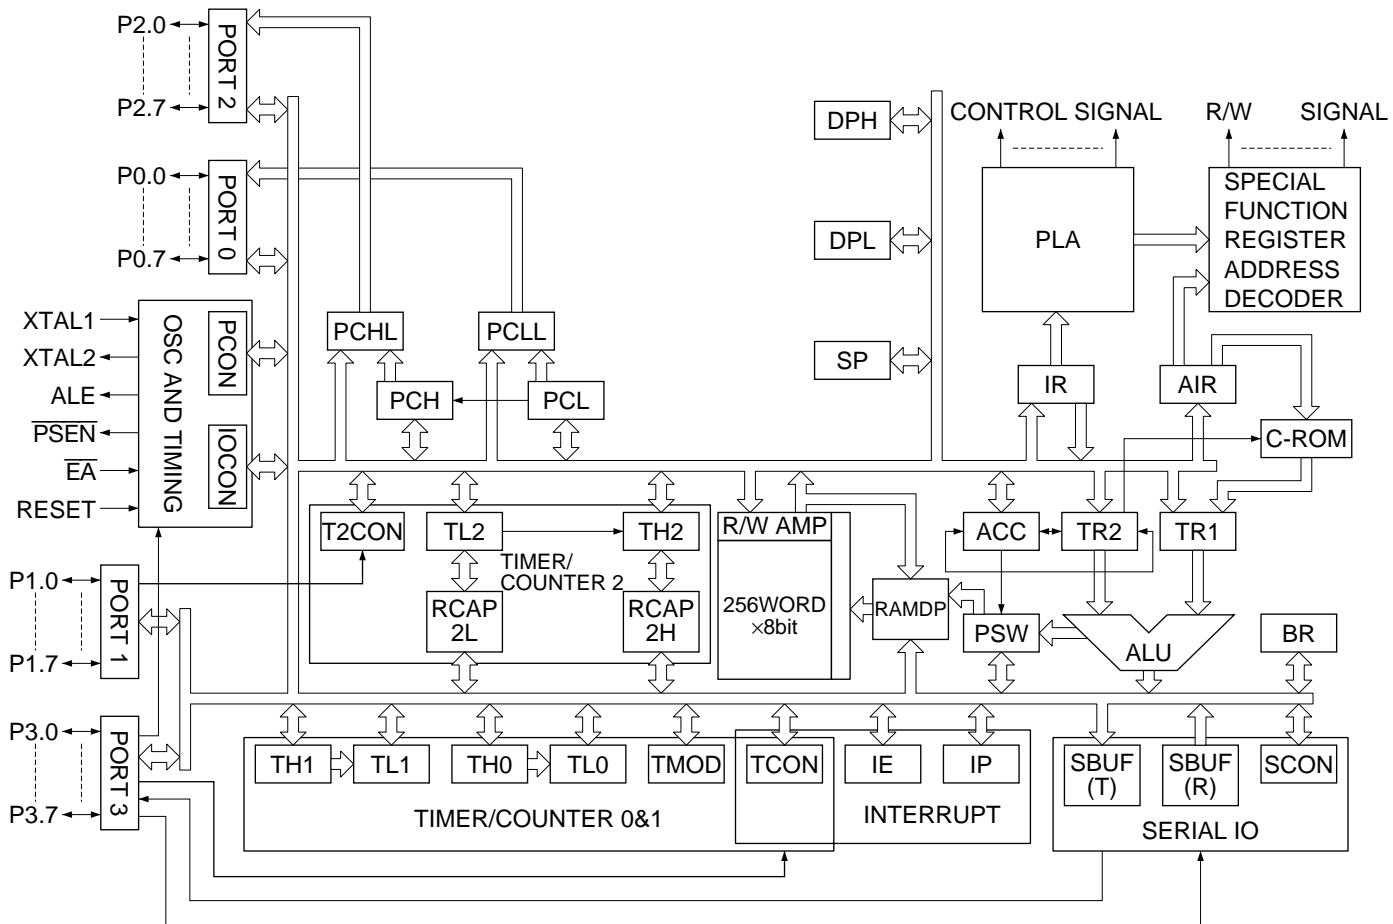 P2.0
P2.7
PORT 2
P0.0
P0.7
PORT 0
XTAL1
XTAL2
ALE
PSEN
EA
RESET
OSC AND TIMING
PCON
IOCON
PCHL
PCLL
PCH
PCL
DPH
DPL
SP
CONTROL SIGNAL
R/W SIGNAL
PLA
SPECIAL
FUNCTION
REGISTER
ADDRESS
DECODER
IR
AIR
C-ROM
T2CON
TL2
TH2
TIMER/
COUNTER 2
RCAP
2L
RCAP
2H
R/W AMP
256WORD
×8bit
RAMDP
ACC
TR2
TR1
PSW
ALU
BR
P1.0
P1.7
PORT 1
P3.0
P3.7
PORT 3
TH1
TL1
TH0
TL0
TMOD
TCON
IE
IP
TIMER/COUNTER 0&1
INTERRUPT
SBUF
(T)
SBUF
(R)
SCON
SERIAL IO